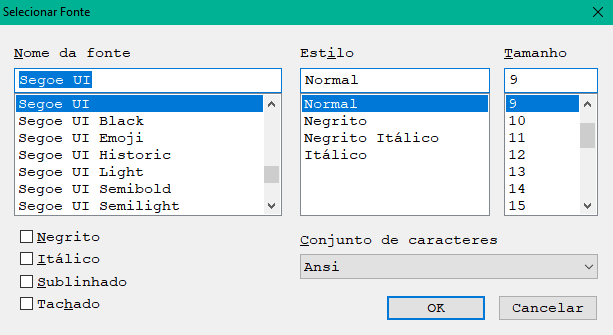 Selecionar Fonte
Nome da fonte
Estilo
Tamanho
Segoe UI
Normal
9
Segoe UI
Segoe UI Black
Segoe UI Emoji
Segoe UI Historic
Segoe UI Light
Segoe UI Semibold
Segoe UI Semilight
Normal
Negrito
Negrito Itálico
Itálico
9
10
11
12
13
14
15
Negrito
Itálico
Sublinhado
Tachado
Conjunto de caracteres
Ansi
OK
Cancelar